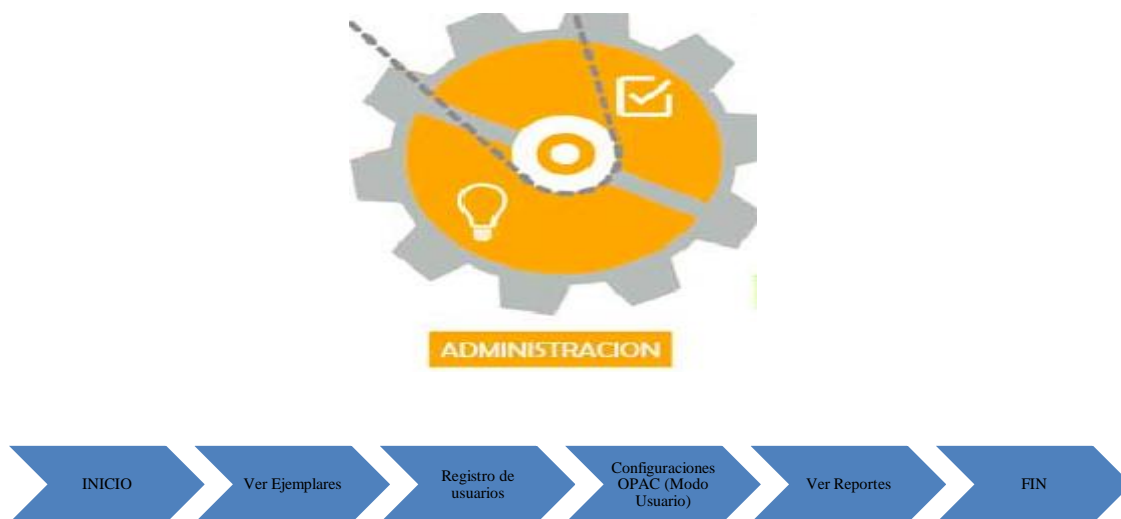 ADMINISTRACION
INICIO
Ver Ejemplares
Registro de
usuarios
Configuraciones
OPAC (Modo
Usuario)
Ver Reportes
FIN